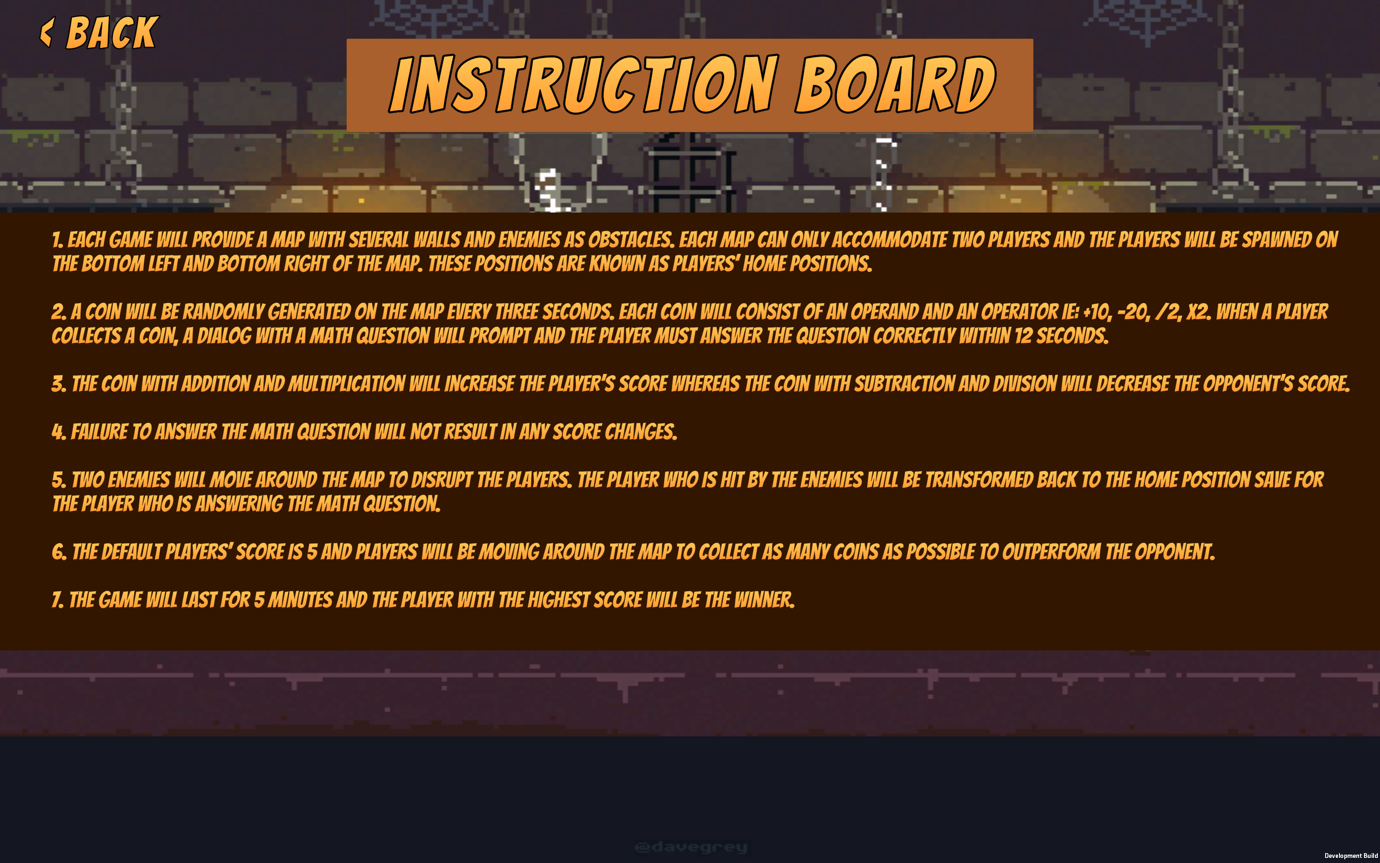 < BACK
INSTRUCTION BOARD
1. EACH GAME WILL PROVIDE A MAP WITH SEVERAL WALLS AND ENEMIES AS OBSTACLES. EACH MAP CAN ONLY ACCOMMODATE TWO PLAYERS AND THE PLAYERS WILL BE SPAWNED ON
THE BOTTOM LEFT AND BOTTOM RIGHT OF THE MAP. THESE POSITIONS ARE KNOWN AS PLAYERS' HOME POSITIONS.
2. A COIN WILL BE RANDOMLY GENERATED ON THE MAP EVERY THREE SECONDS. EACH COIN WILL CONSIST OF AN OPERAND AND AN OPERATOR IE: +10, -20, /2, X2. WHEN A PLAYER
COLLECTS A COIN, A DIALOG WITH A MATH QUESTION WILL PROMPT AND THE PLAYER MUST ANSWER THE QUESTION CORRECTLY WITHIN 12 SECONDS.
3. THE COIN WITH ADDITION AND MULTIPLICATION WILL INCREASE THE PLAYER'S SCORE WHEREAS THE COIN WITH SUBTRACTION AND DIVISION WILL DECREASE THE OPPONENT'S SCORE.
4. FAILURE TO ANSWER THE MATH QUESTION WILL NOT RESULT IN ANY SCORE CHANGES.
5. TWO ENEMIES WILL MOVE AROUND THE MAP TO DISRUPT THE PLAYERS. THE PLAYER WHO IS HIT BY THE ENEMIES WILL BE TRANSFORMED BACK TO THE HOME POSITION SAVE FOR
THE PLAYER WHO IS ANSWERING THE MATH QUESTION.
6. THE DEFAULT PLAYERS' SCORE IS 5 AND PLAYERS WILL BE MOVING AROUND THE MAP TO COLLECT AS MANY COINS AS POSSIBLE TO OUTPERFORM THE OPPONENT.
7. THE GAME WILL LAST FOR 5 MINUTES AND THE PLAYER WITH THE HIGHEST SCORE WILL BE THE WINNER.
@davegrey
Development Build